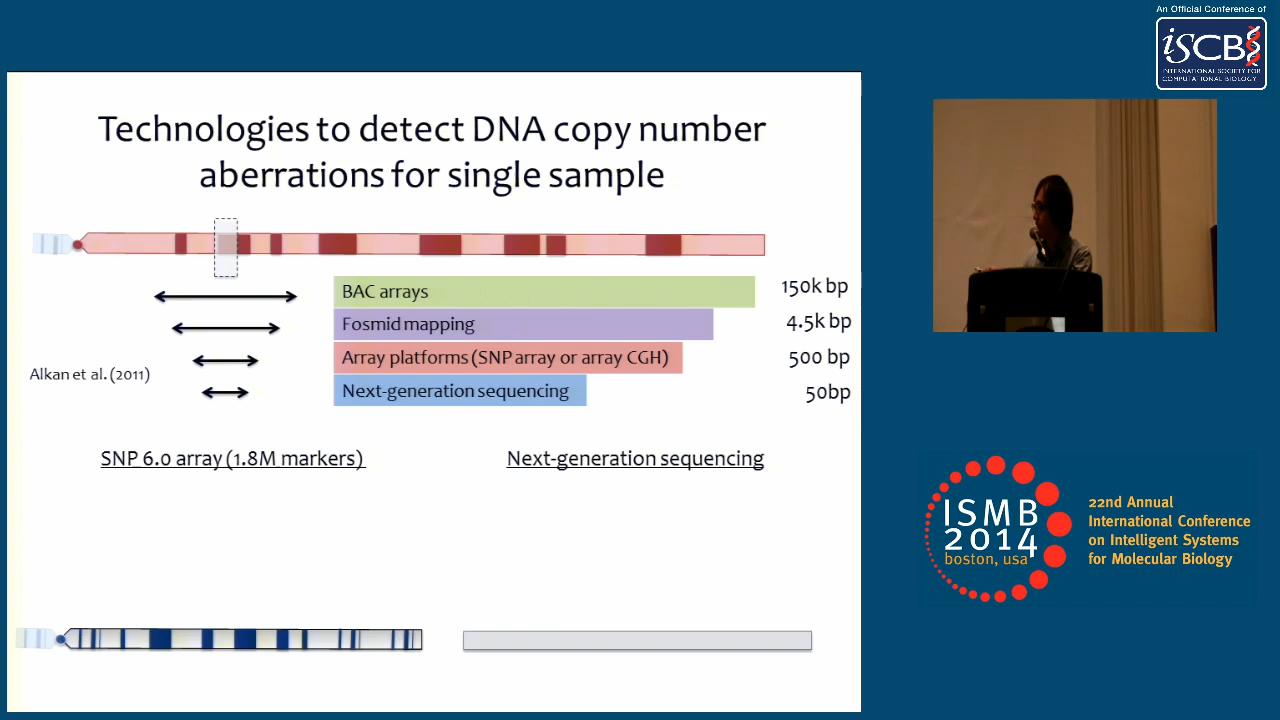 An Official Conference of
iSCB
INTERNATIONAL SOCIETY FOR
COMPUTATIONAL BIOLOGY
Technologies to detect DNA copy number
aberrations for single sample
BAC arrays
150k bp
Fosmid mapping
4.5k bp
Array platforms (SNP array or array CGH)
500 bp
Alkan et al. (2011)
Next-generation sequencing
50bp
SNP 6.0 array (1.8M markers)
Next-generation sequencing
ISMB
2014
boston, usa
22nd Annual
International Conference
on Intelligent Systems
for Molecular Biology